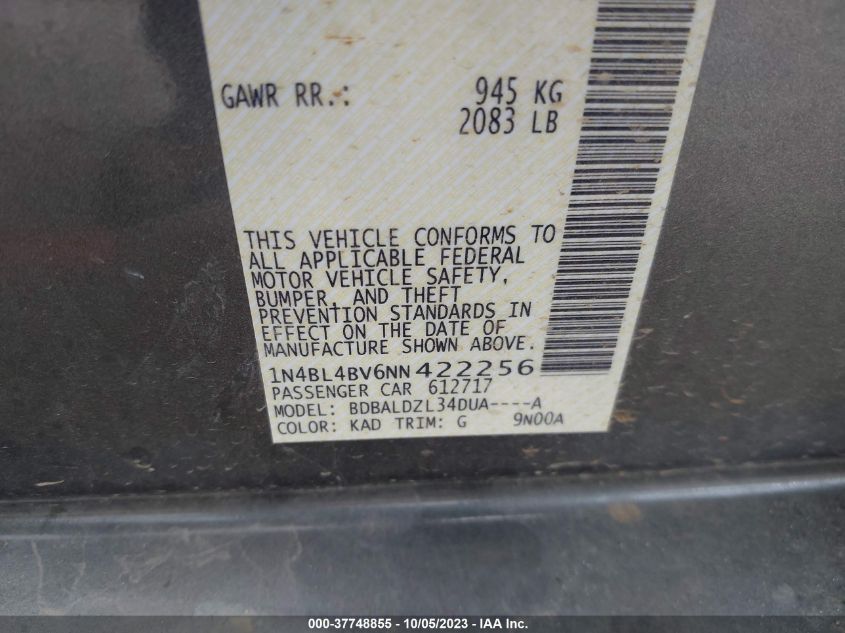 GAWR RR.: 945 KG
2083 LB
THIS VEHICLE CONFORMS TO
ALL APPLICABLE FEDERAL
MOTOR VEHICLE SAFETY,
BUMPER, AND THEFT
PREVENTION STANDARDS IN
EFFECT ON THE DATE OF
MANUFACTURE SHOWN ABOVE.
1N4BL4BV6NN422256
PASSENGER CAR 612717
MODEL: BDBALDZL34DUA----A
COLOR: KAD TRIM: G 9N00A
000-37748855 - 10/05/2023 - IAA Inc.